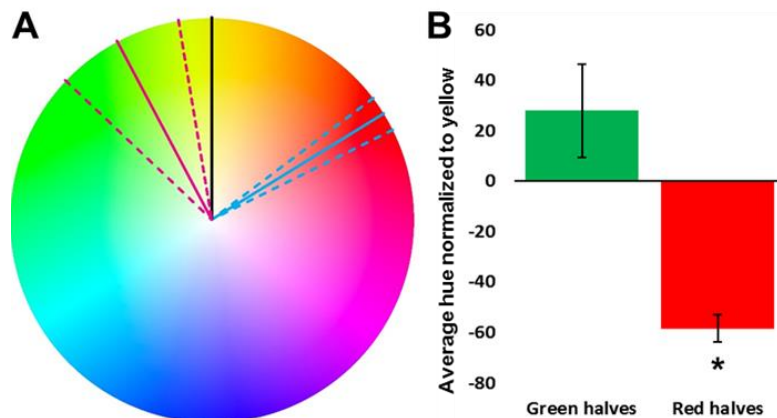 A
B
Average hue normalized to yellow
60
40
20
0
-20
-40
-60
-80
*
Green halves
Red halves